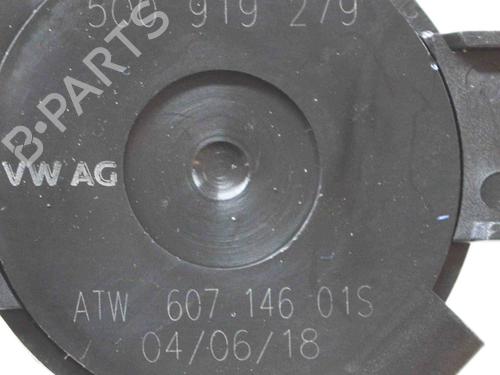 5Q0 919 279
B·PARTS
VW AG
ATW 607.146 01S
04/06/18